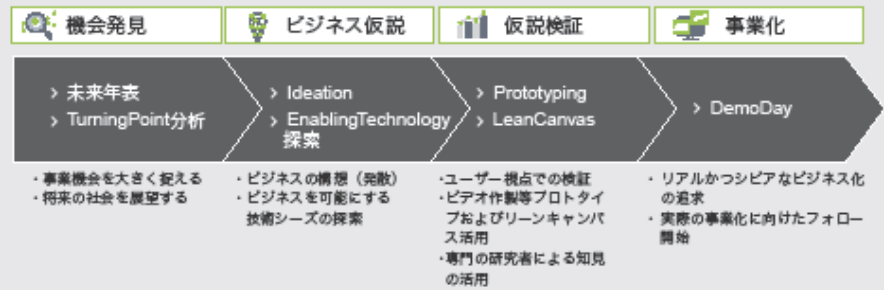 機会発見
ビジネス仮説
仮説検証
事業化
> 未来年表
> TurningPoint分析
> Ideation
> EnablingTechnology
探索
> Prototyping
> LeanCanvas
> DemoDay
・事業機会を大きく捉える
・将来の社会を展望する
・ビジネスの構想（発散）
・ビジネスを可能にする
技術シーズの探索
・ユーザー視点での検証
・ビデオ作製等プロトタイ
プおよびリーンキャンバ
ス活用
・専門の研究者による知見
の活用
・リアルかつシビアなビジネス化
の追求
・実際の事業化に向けたフォロー
開始